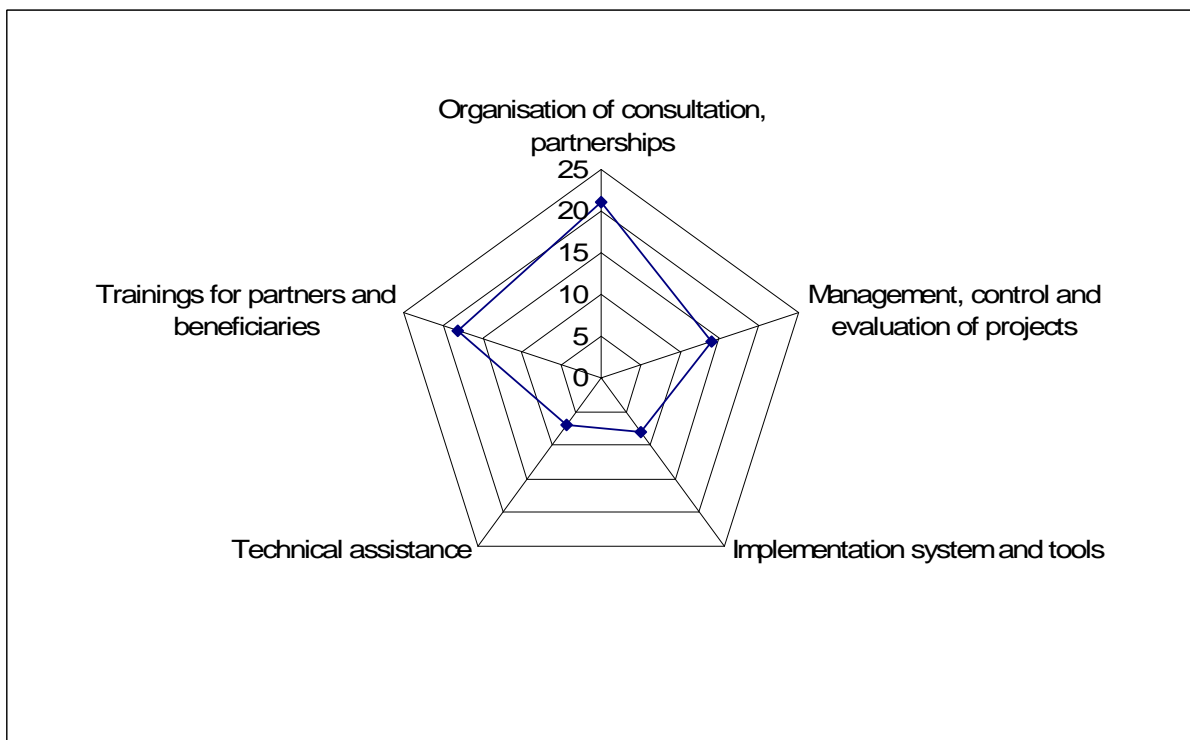 Organisation of consultation,
partnerships
25
20
15
10
5
0
Trainings for partners and
beneficiaries
Management, control and
evaluation of projects
Technical assistance
Implementation system and tools